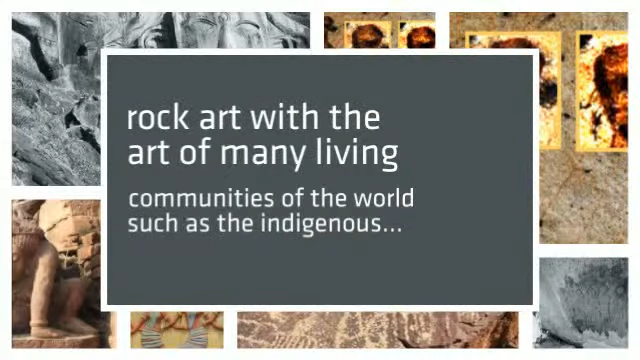 rock art with the
art of many living
communities of the world
such as the indigenous...